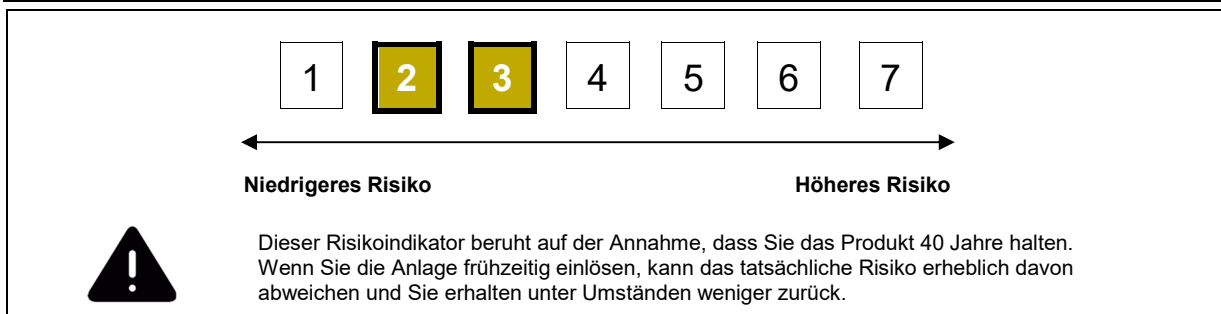 1 2 3 4 5 6 7
Niedrigeres Risiko Höheres Risiko
Dieser Risikoindikator beruht auf der Annahme, dass Sie das Produkt 40 Jahre halten.
Wenn Sie die Anlage frühzeitig einlösen, kann das tatsächliche Risiko erheblich davon
abweichen und Sie erhalten unter Umständen weniger zurück.